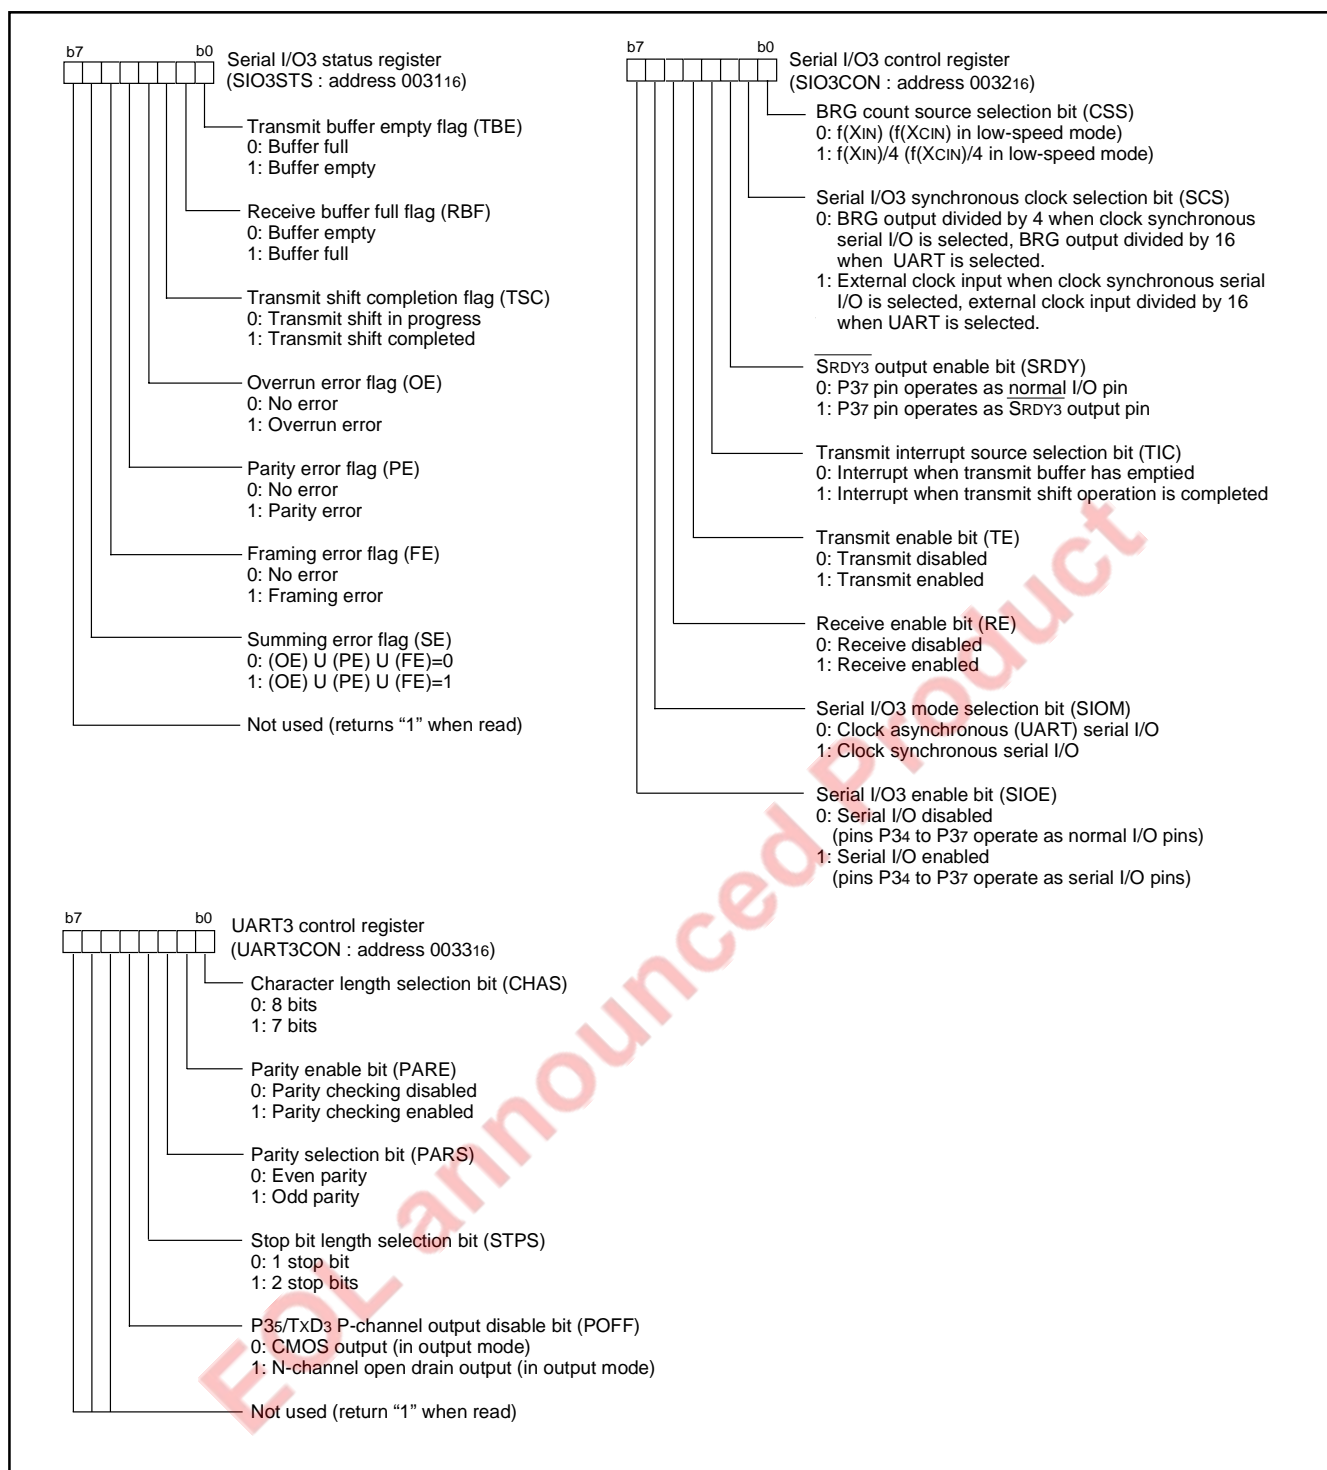 b7 b0 Serial I/O3 status register
(SIO3STS : address 003116)
Transmit buffer empty flag (TBE)
0: Buffer full
1: Buffer empty
Receive buffer full flag (RBF)
0: Buffer empty
1: Buffer full
Transmit shift completion flag (TSC)
0: Transmit shift in progress
1: Transmit shift completed
Overrun error flag (OE)
0: No error
1: Overrun error
Parity error flag (PE)
0: No error
1: Parity error
Framing error flag (FE)
0: No error
1: Framing error
Summing error flag (SE)
0: (OE) U (PE) U (FE)=0
1: (OE) U (PE) U (FE)=1
Not used (returns “1” when read)
b7 b0 Serial I/O3 control register
(SIO3CON : address 003216)
BRG count source selection bit (CSS)
0: f(XIN) (f(XCIN) in low-speed mode)
1: f(XIN)/4 (f(XCIN)/4 in low-speed mode)
Serial I/O3 synchronous clock selection bit (SCS)
0: BRG output divided by 4 when clock synchronous
serial I/O is selected, BRG output divided by 16
when UART is selected.
1: External clock input when clock synchronous serial
I/O is selected, external clock input divided by 16
when UART is selected.
SRDY3 output enable bit (SRDY)
0: P37 pin operates as normal I/O pin
1: P37 pin operates as SRDY3 output pin
Transmit interrupt source selection bit (TIC)
0: Interrupt when transmit buffer has emptied
1: Interrupt when transmit shift operation is completed
Transmit enable bit (TE)
0: Transmit disabled
1: Transmit enabled
Receive enable bit (RE)
0: Receive disabled
1: Receive enabled
Serial I/O3 mode selection bit (SIOM)
0: Clock asynchronous (UART) serial I/O
1: Clock synchronous serial I/O
Serial I/O3 enable bit (SIOE)
0: Serial I/O disabled
(pins P34 to P37 operate as normal I/O pins)
1: Serial I/O enabled
(pins P34 to P37 operate as serial I/O pins)
b7 b0 UART3 control register
(UART3CON : address 003316)
Character length selection bit (CHAS)
0: 8 bits
1: 7 bits
Parity enable bit (PARE)
0: Parity checking disabled
1: Parity checking enabled
Parity selection bit (PARS)
0: Even parity
1: Odd parity
Stop bit length selection bit (STPS)
0: 1 stop bit
1: 2 stop bits
P35/TXD3 P-channel output disable bit (POFF)
0: CMOS output (in output mode)
1: N-channel open drain output (in output mode)
Not used (return “1” when read)
EOL announced Product